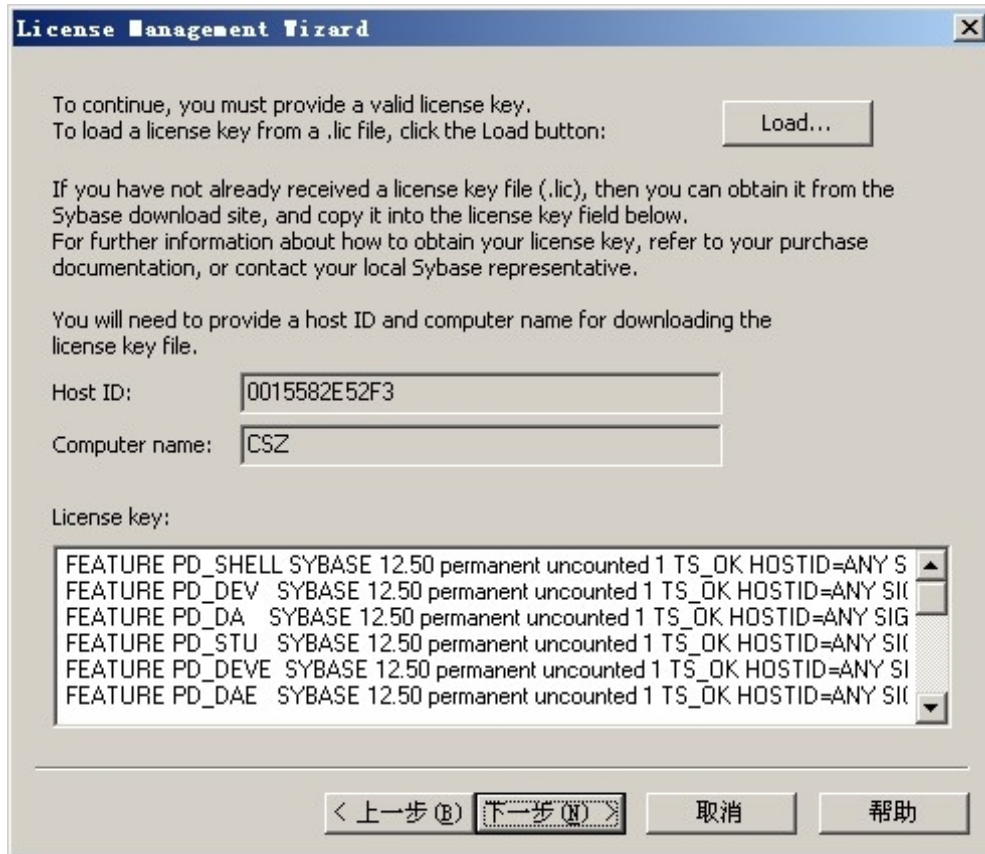 License Management Wizard
To continue, you must provide a valid license key.
To load a license key from a .lic file, click the Load button:
Load...
If you have not already received a license key file (.lic), then you can obtain it from the
Sybase download site, and copy it into the license key field below.
For further information about how to obtain your license key, refer to your purchase
documentation, or contact your local Sybase representative.
You will need to provide a host ID and computer name for downloading the
license key file.
Host ID: 0015582E52F3
Computer name: CSZ
License key:
FEATURE PD_SHELL SYBASE 12.50 permanent uncounted 1 TS_OK HOSTID=ANY S
FEATURE PD_DEV SYBASE 12.50 permanent uncounted 1 TS_OK HOSTID=ANY SI
FEATURE PD_DA SYBASE 12.50 permanent uncounted 1 TS_OK HOSTID=ANY SIG
FEATURE PD_STU SYBASE 12.50 permanent uncounted 1 TS_OK HOSTID=ANY SI
FEATURE PD_DEVE SYBASE 12.50 permanent uncounted 1 TS_OK HOSTID=ANY SI
FEATURE PD_DAE SYBASE 12.50 permanent uncounted 1 TS_OK HOSTID=ANY SI
< 上一步(B) 下一步(N) > 取消 帮助